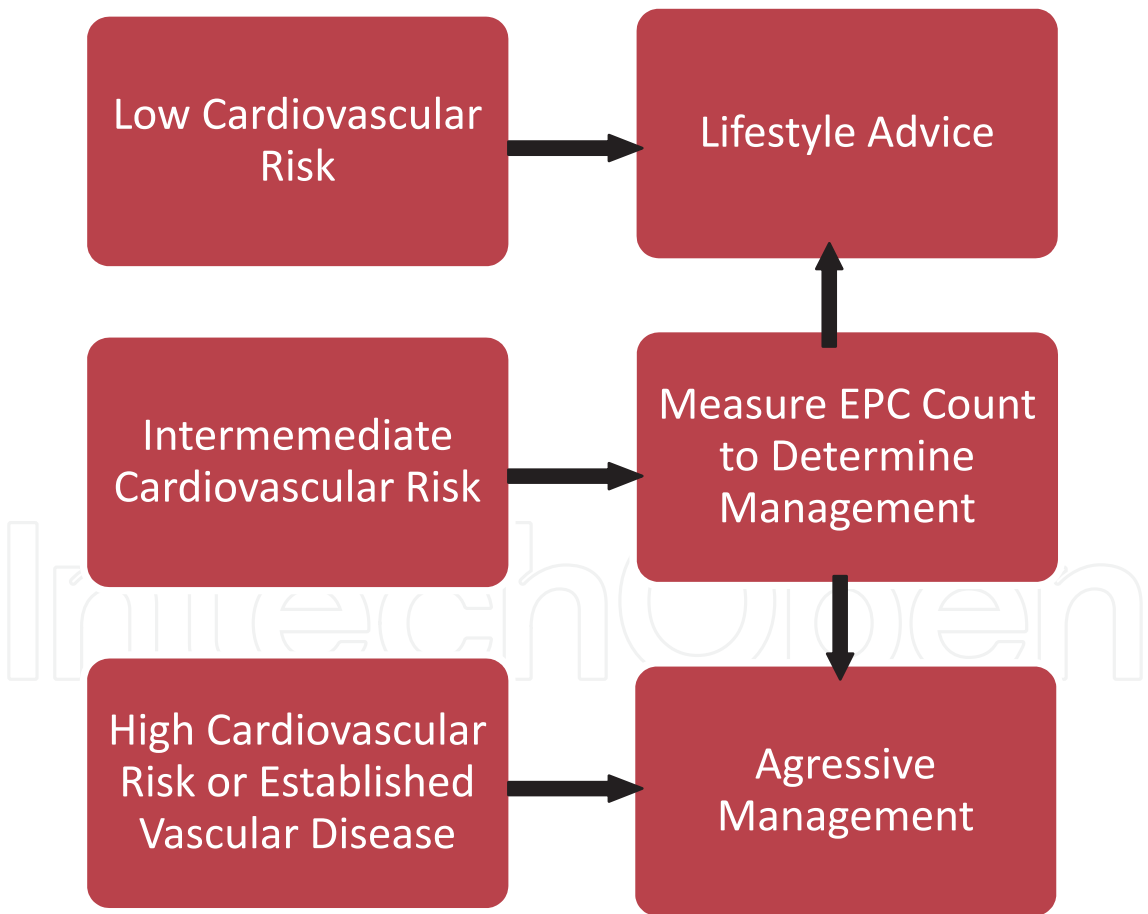 Low Cardiovascular
Risk
Lifestyle Advice
Intermemediate
Cardiovascular Risk
Measure EPC Count
to Determine
Management
High Cardiovascular
Risk or Established
Vascular Disease
Agressive
Management
IntechOpen